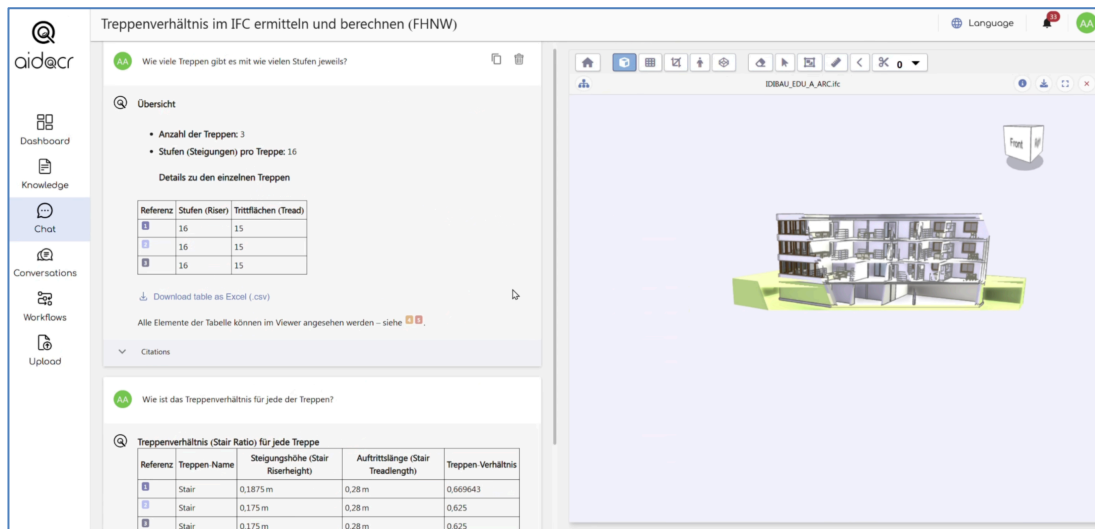 Treppenverhältnis im IFC ermitteln und berechnen (FHNW)
Language
33
AA
aidacr
Dashboard
Knowledge
Chat
Conversations
Workflows
Upload
AA Wie viele Treppen gibt es mit wie vielen Stufen jeweils?
Übersicht
• Anzahl der Treppen: 3
• Stufen (Steigungen) pro Treppe: 16
Details zu den einzelnen Treppen
Referenz Stufen (Riser) Trittflächen (Tread)
1 16 15
2 16 15
3 16 15
Download table as Excel (.csv)
Alle Elemente der Tabelle können im Viewer angesehen werden – siehe 4 5.
Citations
AA Wie ist das Treppenverhältnis für jede der Treppen?
Treppenverhältnis (Stair Ratio) für jede Treppe
Referenz Treppen-Name Steigungshöhe (Stair Riserheight) Auftrittslänge (Stair Treadlength) Treppen-Verhältnis
1 Stair 0,1875 m 0,28 m 0,669643
2 Stair 0,175 m 0,28 m 0,625
3 Stair 0,175 m 0,28 m 0,625
0
IDIBAU_EDU_A_ARC.ifc
Front